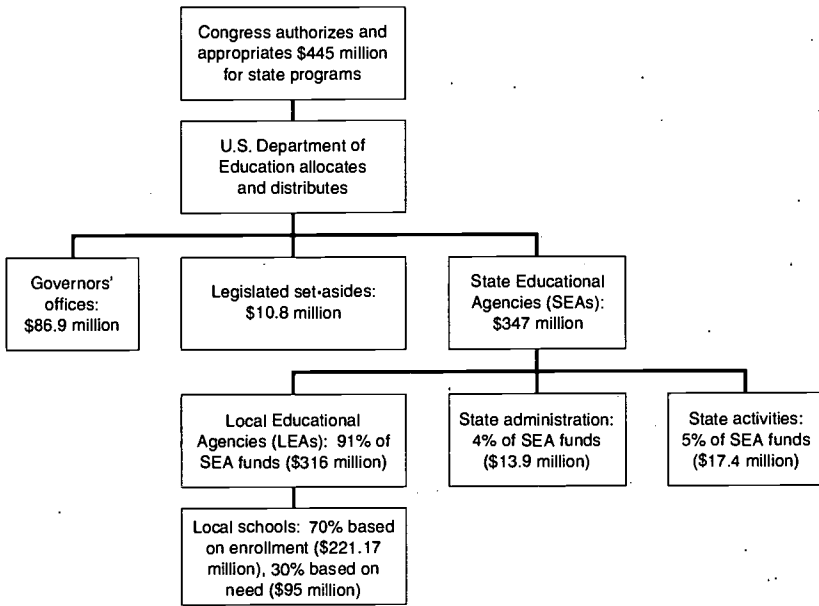 Congress authorizes and
appropriates $445 million
for state programs
U.S. Department of
Education allocates
and distributes
Governors'
offices:
$86.9 million
Legislated set-asides:
$10.8 million
State Educational
Agencies (SEAs):
$347 million
Local Educational
Agencies (LEAs): 91% of
SEA funds ($316 million)
State administration:
4% of SEA funds
($13.9 million)
State activities:
5% of SEA funds
($17.4 million)
Local schools: 70% based
on enrollment ($221.17
million), 30% based on
need ($95 million)